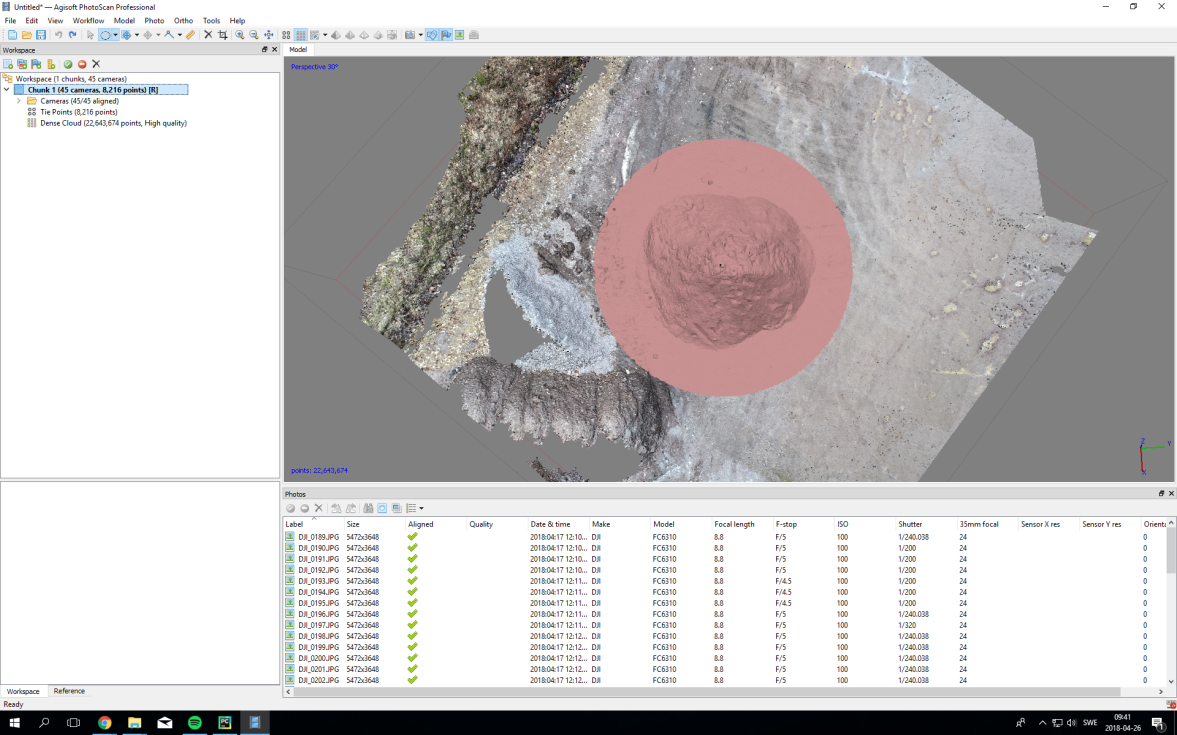 Untitled* — Agisoft PhotoScan Professional
File Edit View Workflow Model Photo Ortho Tools Help
Workspace
Model
Workspace (1 chunks, 45 cameras)
Chunk 1 (45 cameras, 8,216 points) [R]
Cameras (45/45 aligned)
Tie Points (8,216 points)
Dense Cloud (22,643,674 points, High quality)
Perspective 30°
Z
Y
X
points: 22,643,674
Photos
Label Size Aligned Quality Date & time Make Model Focal length F-stop ISO Shutter 35mm focal Sensor X res Sensor Y res Orienta
DJI_0189.JPG 5472x3648 2018:04:17 12:10... DJI FC6310 8.8 F/5 100 1/240.038 24 0
DJI_0190.JPG 5472x3648 2018:04:17 12:10... DJI FC6310 8.8 F/5 100 1/200 24 0
DJI_0191.JPG 5472x3648 2018:04:17 12:10... DJI FC6310 8.8 F/5 100 1/200 24 0
DJI_0192.JPG 5472x3648 2018:04:17 12:10... DJI FC6310 8.8 F/5 100 1/200 24 0
DJI_0193.JPG 5472x3648 2018:04:17 12:11... DJI FC6310 8.8 F/4.5 100 1/200 24 0
DJI_0194.JPG 5472x3648 2018:04:17 12:11... DJI FC6310 8.8 F/4.5 100 1/200 24 0
DJI_0195.JPG 5472x3648 2018:04:17 12:11... DJI FC6310 8.8 F/4.5 100 1/200 24 0
DJI_0196.JPG 5472x3648 2018:04:17 12:11... DJI FC6310 8.8 F/5 100 1/240.038 24 0
DJI_0197.JPG 5472x3648 2018:04:17 12:11... DJI FC6310 8.8 F/5 100 1/320 24 0
DJI_0198.JPG 5472x3648 2018:04:17 12:12... DJI FC6310 8.8 F/5 100 1/240.038 24 0
DJI_0199.JPG 5472x3648 2018:04:17 12:12... DJI FC6310 8.8 F/5 100 1/240.038 24 0
DJI_0200.JPG 5472x3648 2018:04:17 12:12... DJI FC6310 8.8 F/5 100 1/240.038 24 0
DJI_0201.JPG 5472x3648 2018:04:17 12:12... DJI FC6310 8.8 F/5 100 1/240.038 24 0
DJI_0202.JPG 5472x3648 2018:04:17 12:12... DJI FC6310 8.8 F/5 100 1/240.038 24 0
Workspace Reference
Ready
PC
SWE
09:41
2018-04-26
1